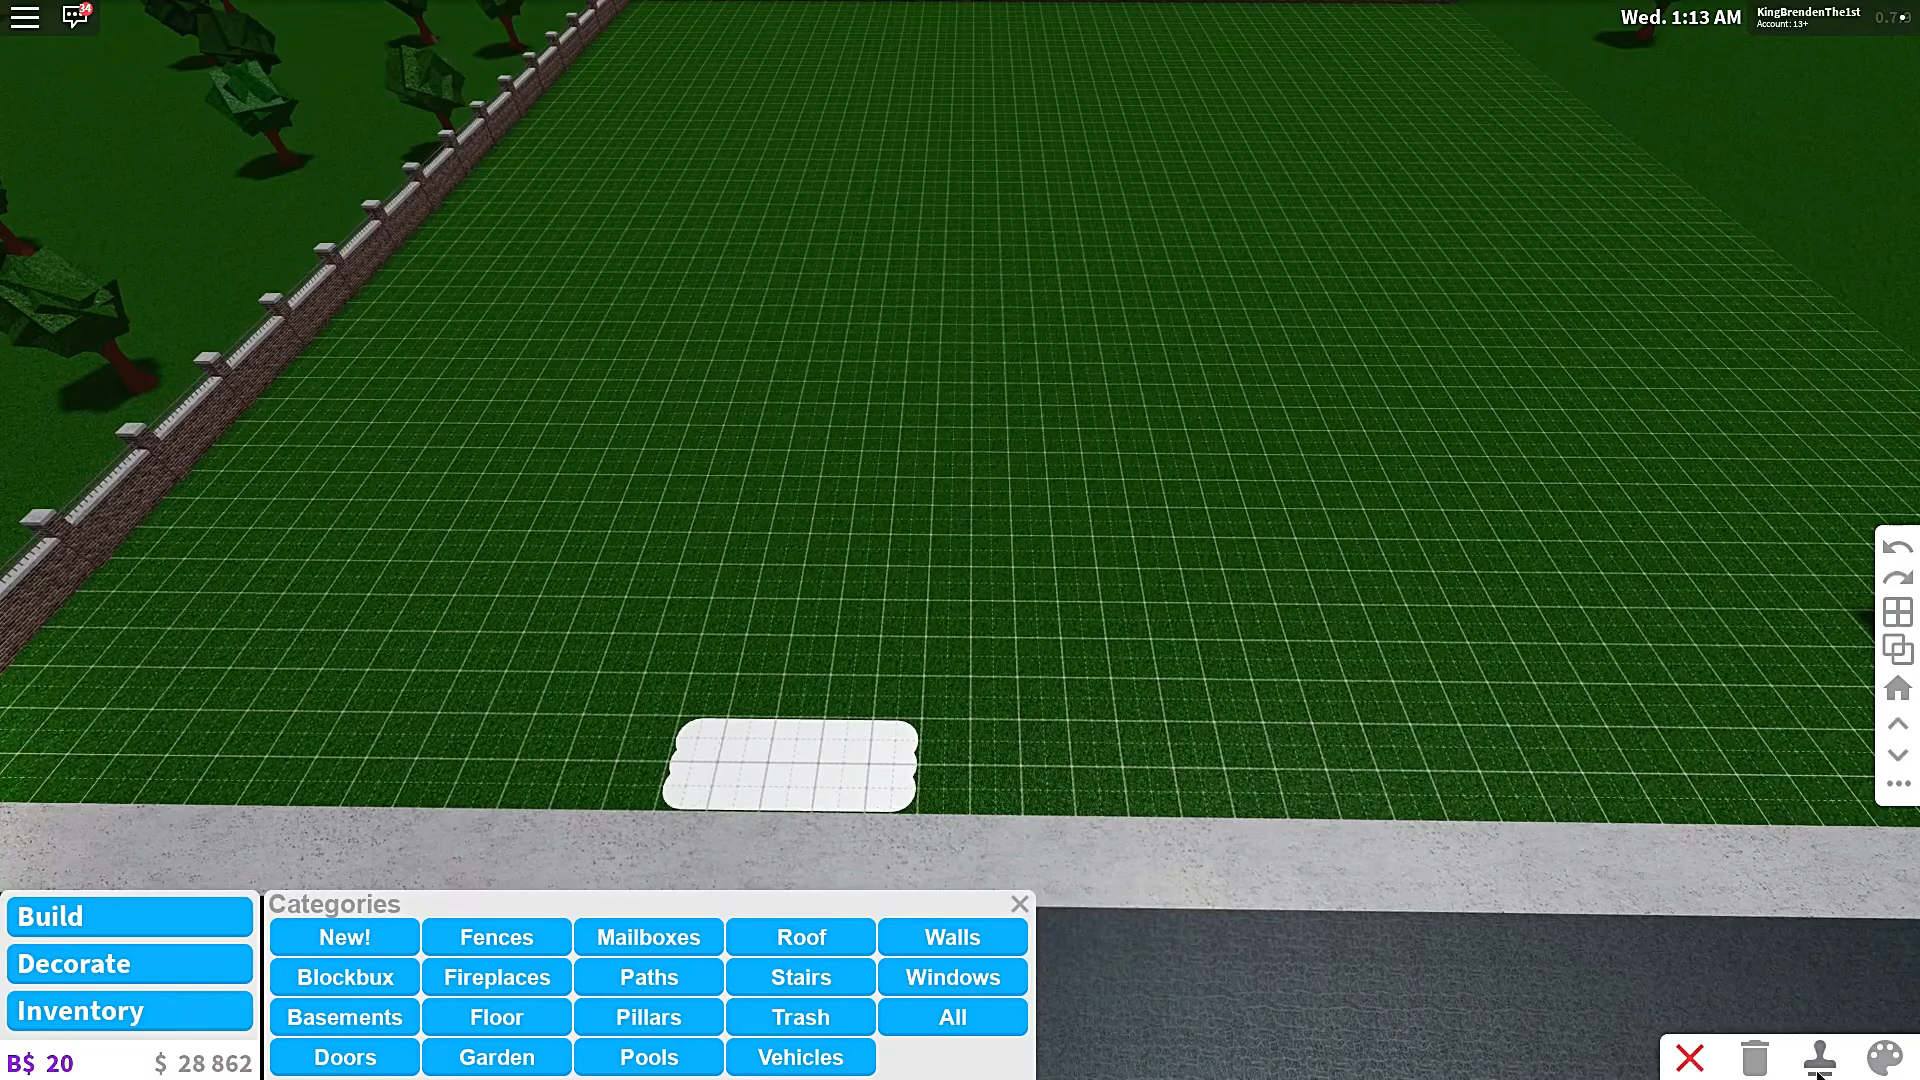 34
Wed. 1:13 AM
KingBrendenThe1st
Account: 13+
Build
Decorate
Inventory
B$ 20
$ 28 862
Categories
New! Fences Mailboxes Roof Walls
Blockbux Fireplaces Paths Stairs Windows
Basements Floor Pillars Trash All
Doors Garden Pools Vehicles